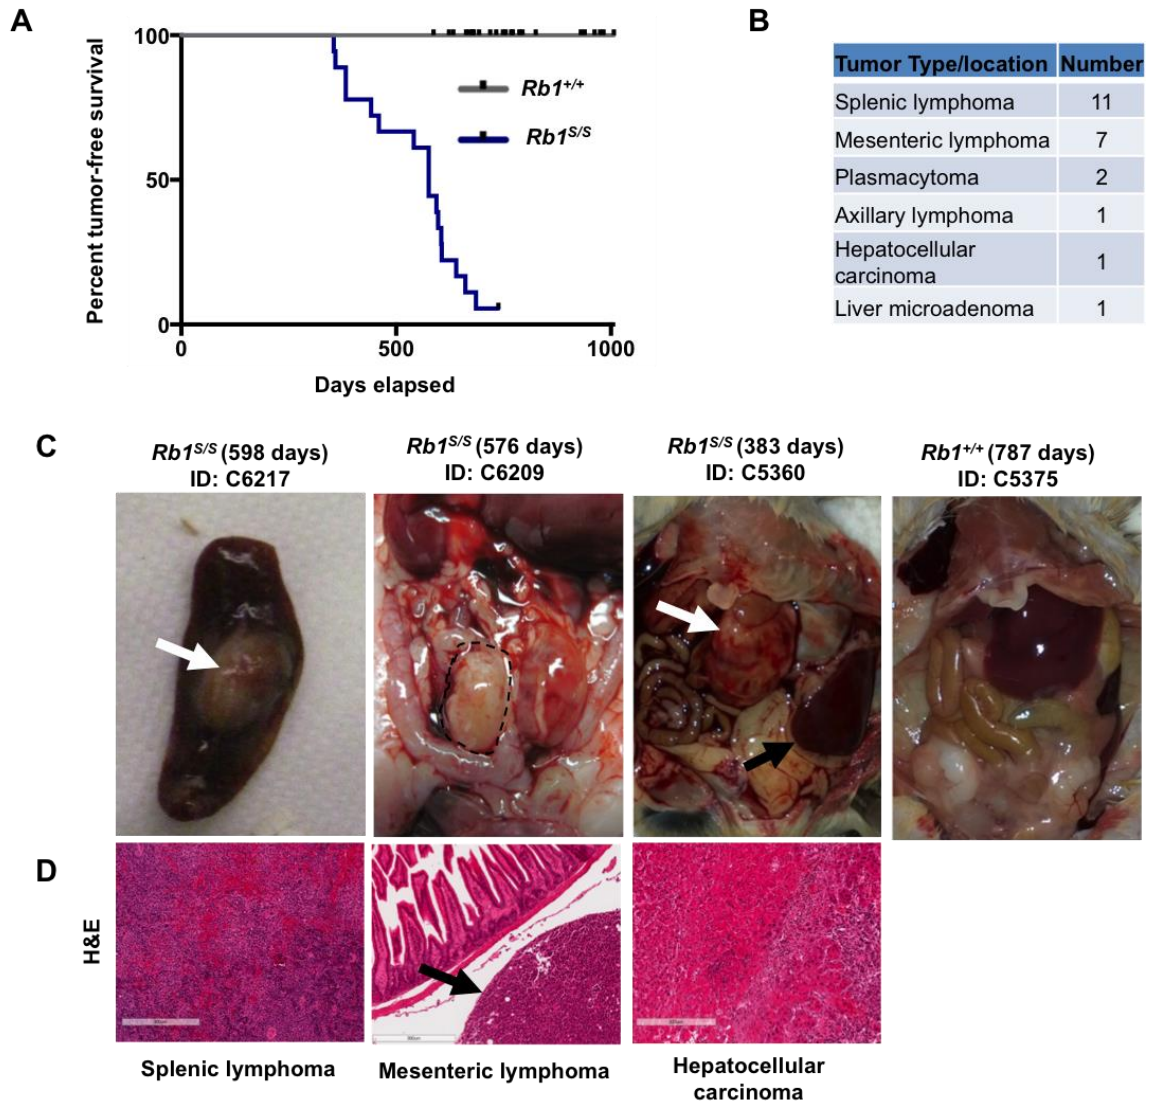 A
Percent tumor-free survival
100
50
0
0 500 1000
Days elapsed
Rb1+/+
Rb1S/S
B
Tumor Type/location Number
Splenic lymphoma 11
Mesenteric lymphoma 7
Plasmacytoma 2
Axillary lymphoma 1
Hepatocellular
carcinoma 1
Liver microadenoma 1
C
Rb1S/S (598 days)
ID: C6217
Rb1S/S (576 days)
ID: C6209
Rb1S/S (383 days)
ID: C5360
Rb1+/+ (787 days)
ID: C5375
D
H&E
Splenic lymphoma
Mesenteric lymphoma
Hepatocellular
carcinoma